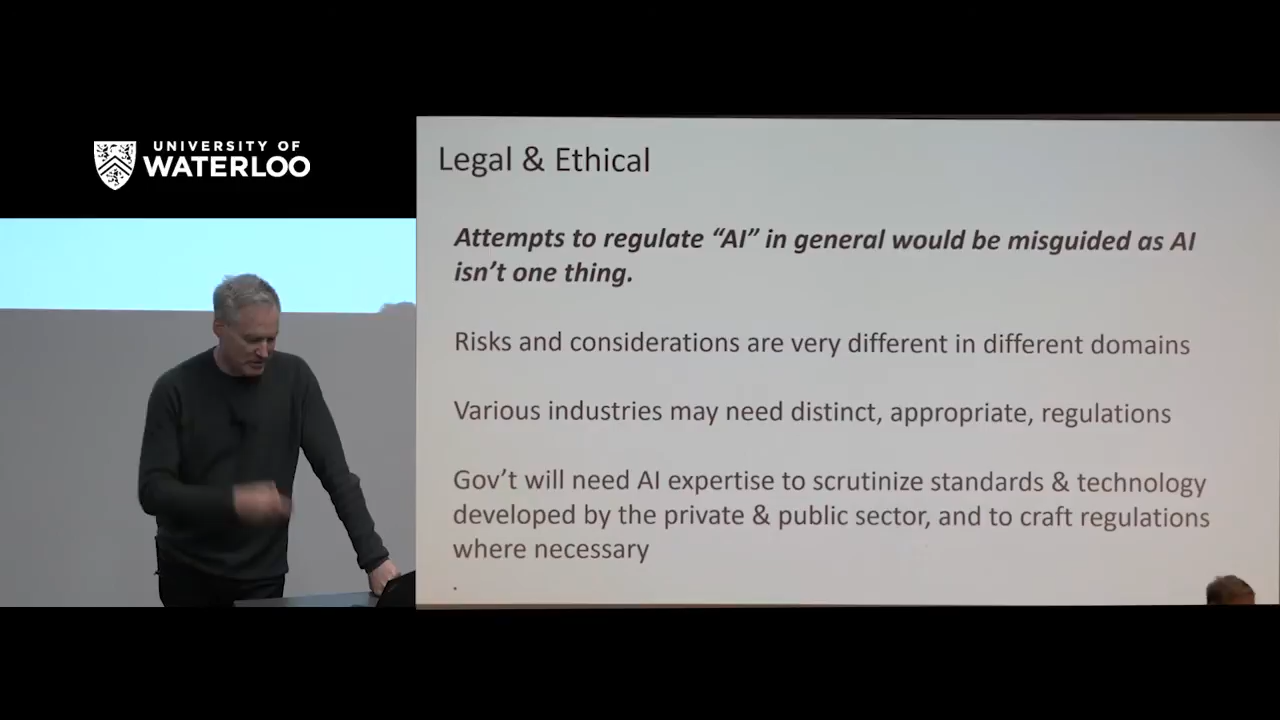 UNIVERSITY OF
WATERLOO
Legal & Ethical
Attempts to regulate “AI” in general would be misguided as AI
isn’t one thing.
Risks and considerations are very different in different domains
Various industries may need distinct, appropriate, regulations
Gov’t will need AI expertise to scrutinize standards & technology
developed by the private & public sector, and to craft regulations
where necessary
.